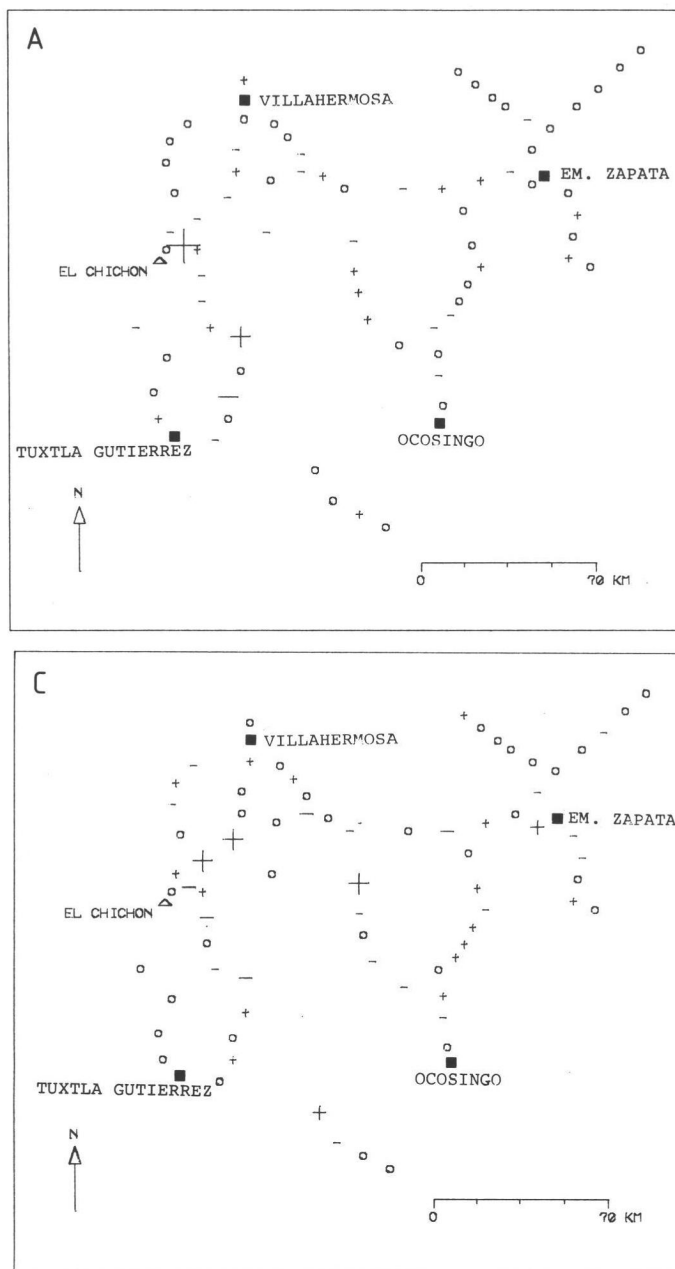 A
VILLAHERMOSA
EM. ZAPATA
EL CHICHON
OCOSINGO
TUXTLA GUTIERREZ
N
0 70 KM
C
VILLAHERMOSA
EM. ZAPATA
EL CHICHON
OCOSINGO
TUXTLA GUTIERREZ
N
0 70 KM